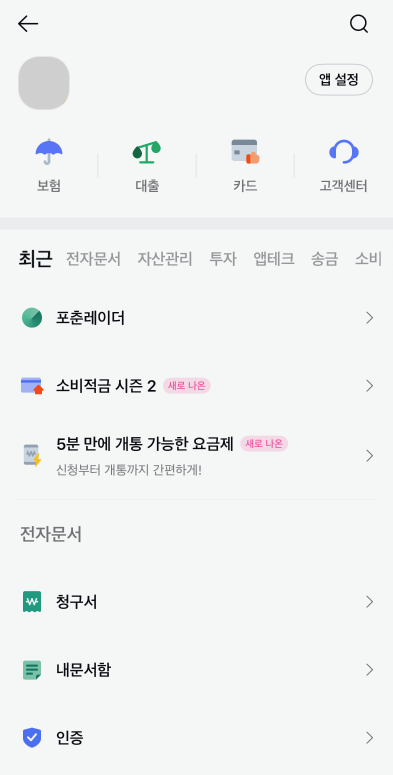 앱 설정
보험
대출
카드
고객센터
최근 전자문서 자산관리 투자 앱테크 송금 소비
포춘레이더
소비적금 시즌 2 새로 나온
5분 만에 개통 가능한 요금제 새로 나온
신청부터 개통까지 간편하게!
전자문서
청구서
내문서함
인증